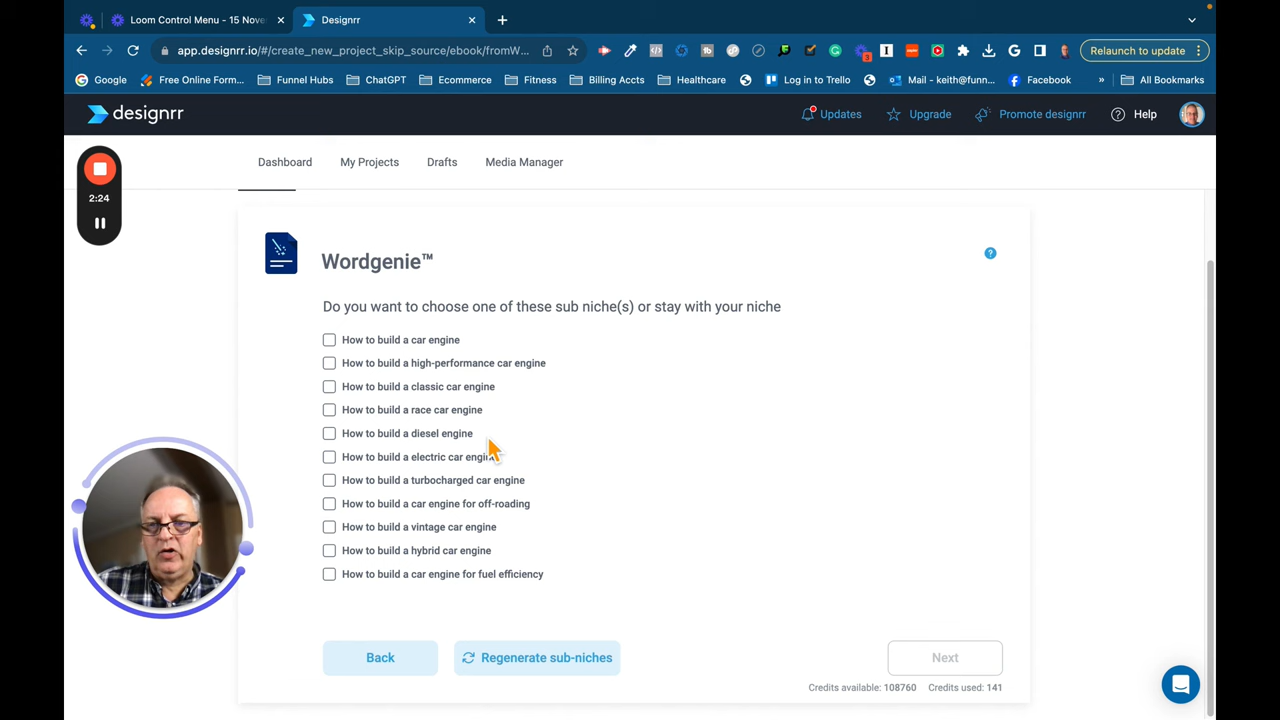 Loom Control Menu - 15 Nove
Designrr
app.designrr.io/#/create_new_project_skip_source/ebook/fromW...
3
Relaunch to update
Google
Free Online Form...
Funnel Hubs
ChatGPT
Ecommerce
Fitness
Billing Accts
Healthcare
Log in to Trello
Mail - keith@funn...
Facebook
»
All Bookmarks
designrr
Updates
Upgrade
Promote designrr
Help
Dashboard
My Projects
Drafts
Media Manager
2:24
Wordgenie™
Do you want to choose one of these sub niche(s) or stay with your niche
How to build a car engine
How to build a high-performance car engine
How to build a classic car engine
How to build a race car engine
How to build a diesel engine
How to build a electric car engine
How to build a turbocharged car engine
How to build a car engine for off-roading
How to build a vintage car engine
How to build a hybrid car engine
How to build a car engine for fuel efficiency
Back
Regenerate sub-niches
Next
Credits available: 108760
Credits used: 141